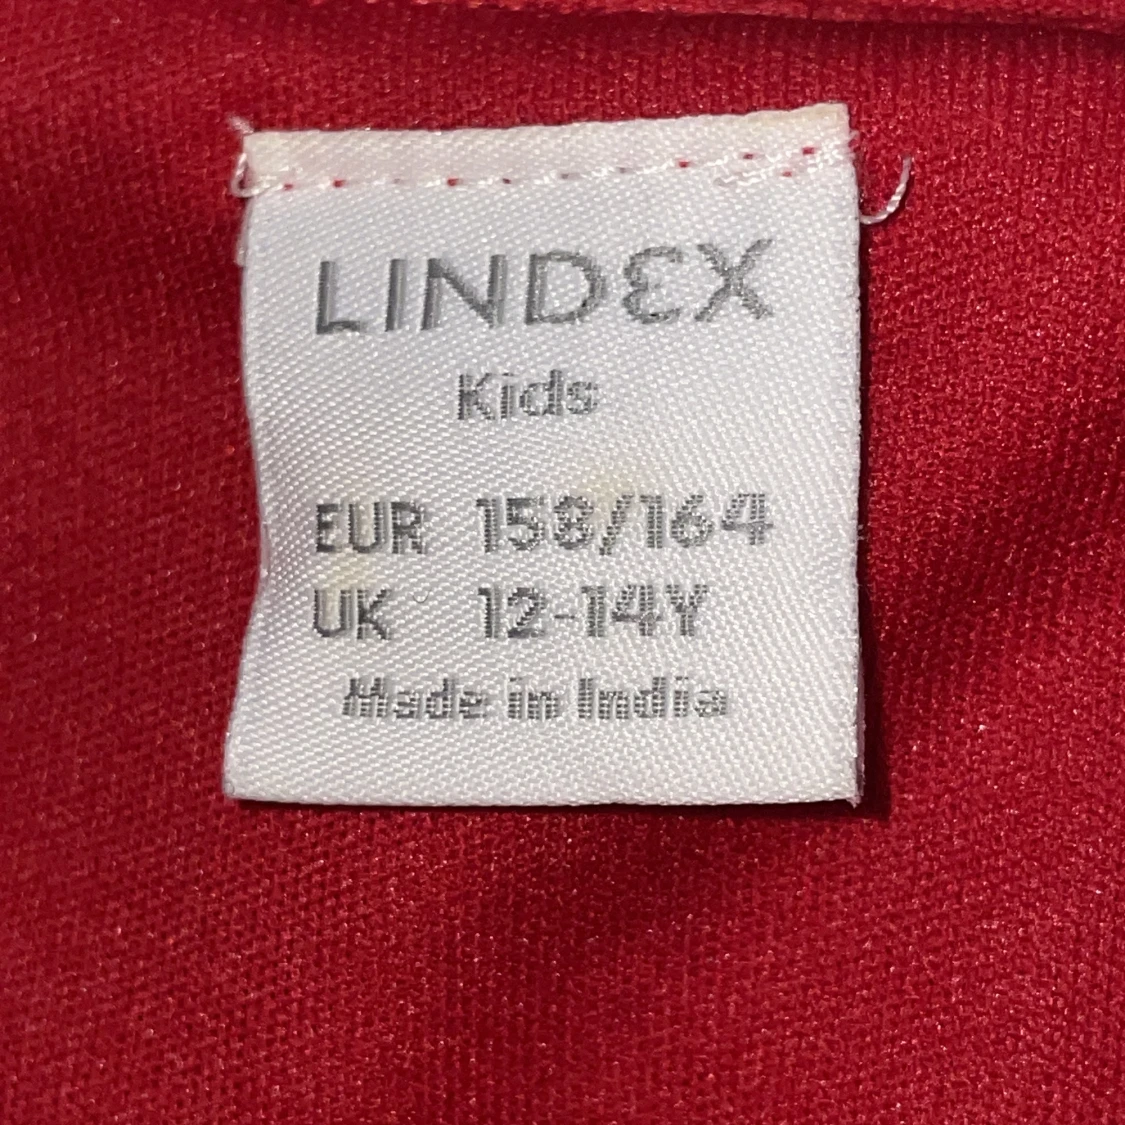 LINDEX
Kids
EUR 158/164
UK 12-14Y
Made in India